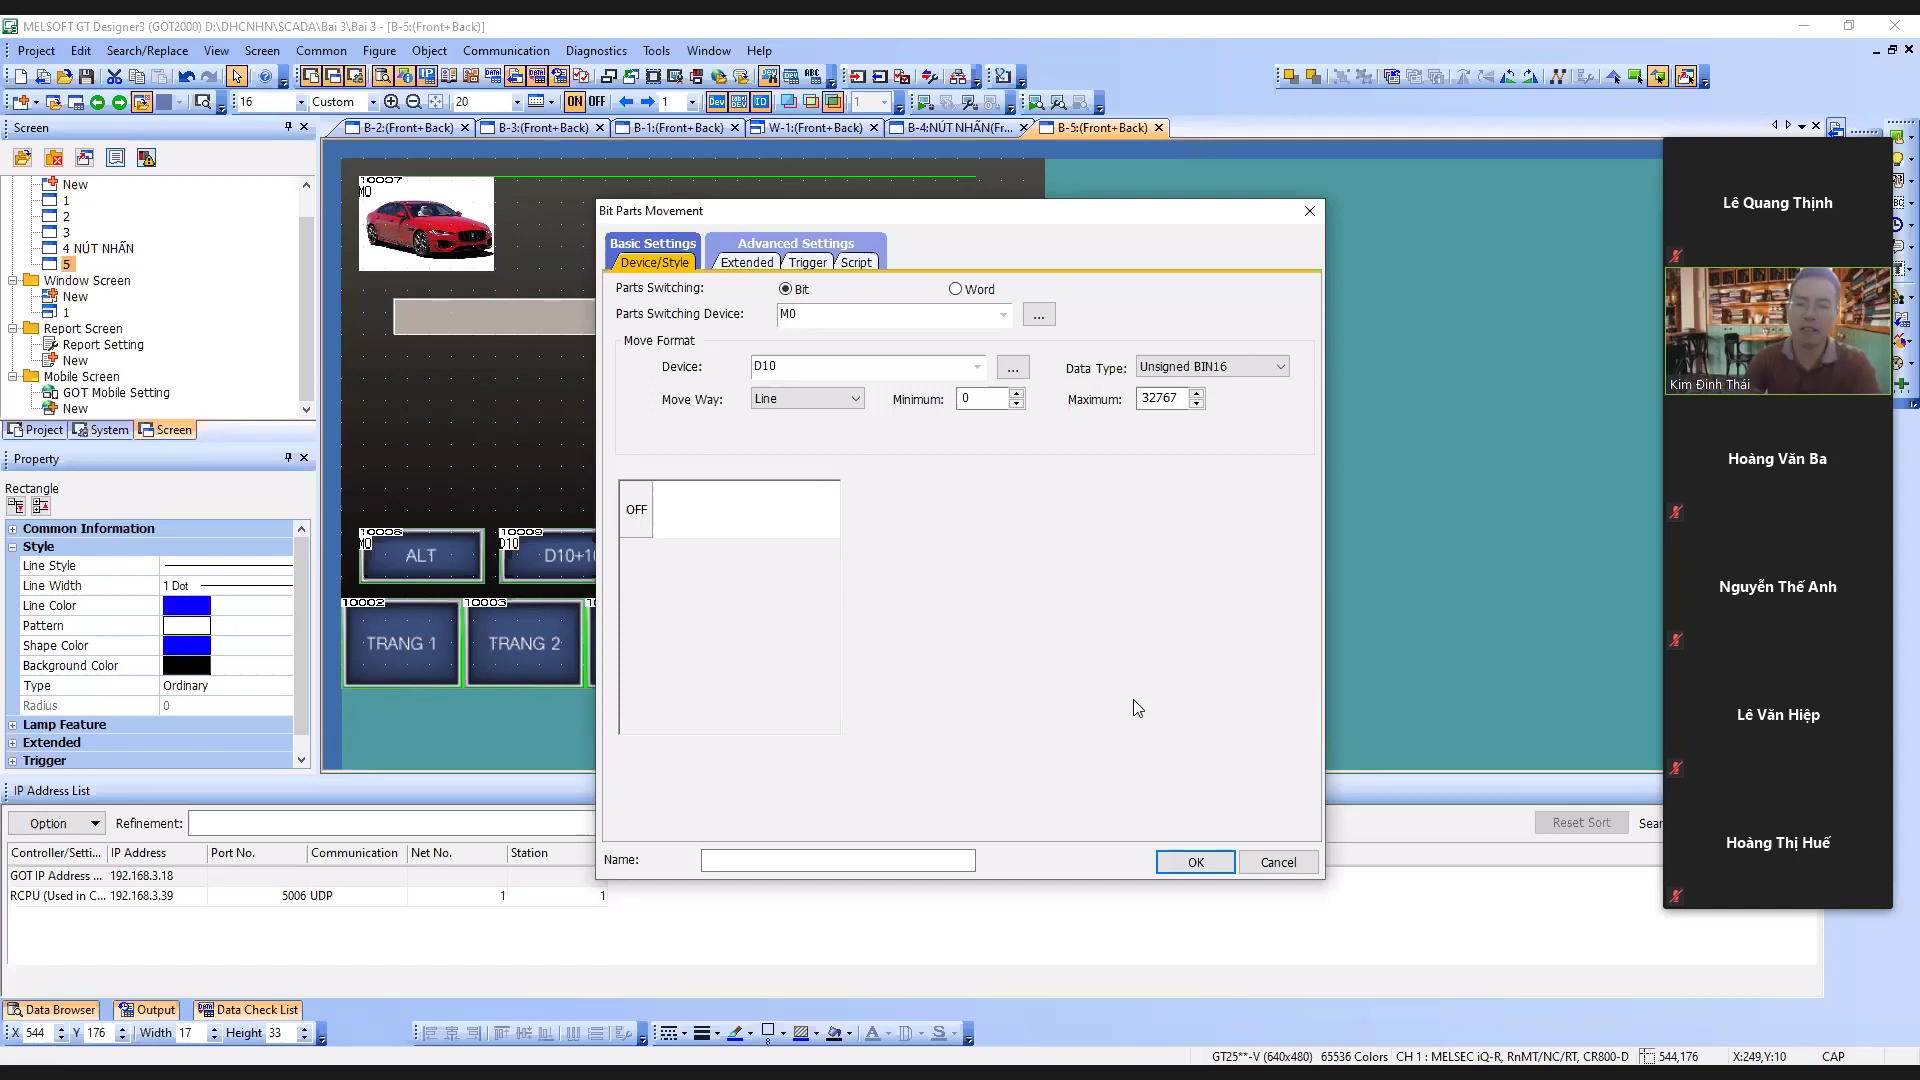 MELSOFT GT Designer3 (GOT2000) D:\DHCNHN\SCADA\Bai 3\Bai 3 - [B-5:(Front+Back)]
Project Edit Search/Replace View Screen Common Figure Object Communication Diagnostics Tools Window Help
16 Custom 20 ON OFF 1 Dev ID 1
Screen
B-2:(Front+Back) B-3:(Front+Back) B-1:(Front+Back) W-1:(Front+Back) B-4:NÚT NHẤN(Fr... B-5:(Front+Back)
New
1
2
3
4 NÚT NHẤN
5
Window Screen
New
1
Report Screen
Report Setting
New
Mobile Screen
GOT Mobile Setting
New
Project System Screen
Property
Rectangle
Common Information
Style
Line Style
Line Width 1 Dot
Line Color
Pattern
Shape Color
Background Color
Type Ordinary
Radius 0
Lamp Feature
Extended
Trigger
10007
M0
10008
M0
ALT
10009
D10
D10+10
10002
TRANG 1
10003
TRANG 2
Bit Parts Movement
Basic Settings Advanced Settings
Device/Style Extended Trigger Script
Parts Switching: Bit Word
Parts Switching Device: M0 ...
Move Format
Device: D10 ... Data Type: Unsigned BIN16
Move Way: Line Minimum: 0 Maximum: 32767
OFF
Name:
OK Cancel
Lê Quang Thịnh
Kim Đình Thái
Hoàng Văn Ba
Nguyễn Thế Anh
Lê Văn Hiệp
Hoàng Thị Huế
IP Address List
Option Refinement: Reset Sort Sear
Controller/Setti... IP Address Port No. Communication Net No. Station
GOT IP Address ... 192.168.3.18
RCPU (Used in C... 192.168.3.39 5006 UDP 1 1
Data Browser Output Data Check List
X 544 Y 176 Width 17 Height 33
GT25**-V (640x480) 65536 Colors CH 1 : MELSEC iQ-R, RnMT/NC/RT, CR800-D 544,176 X:249,Y:10 CAP